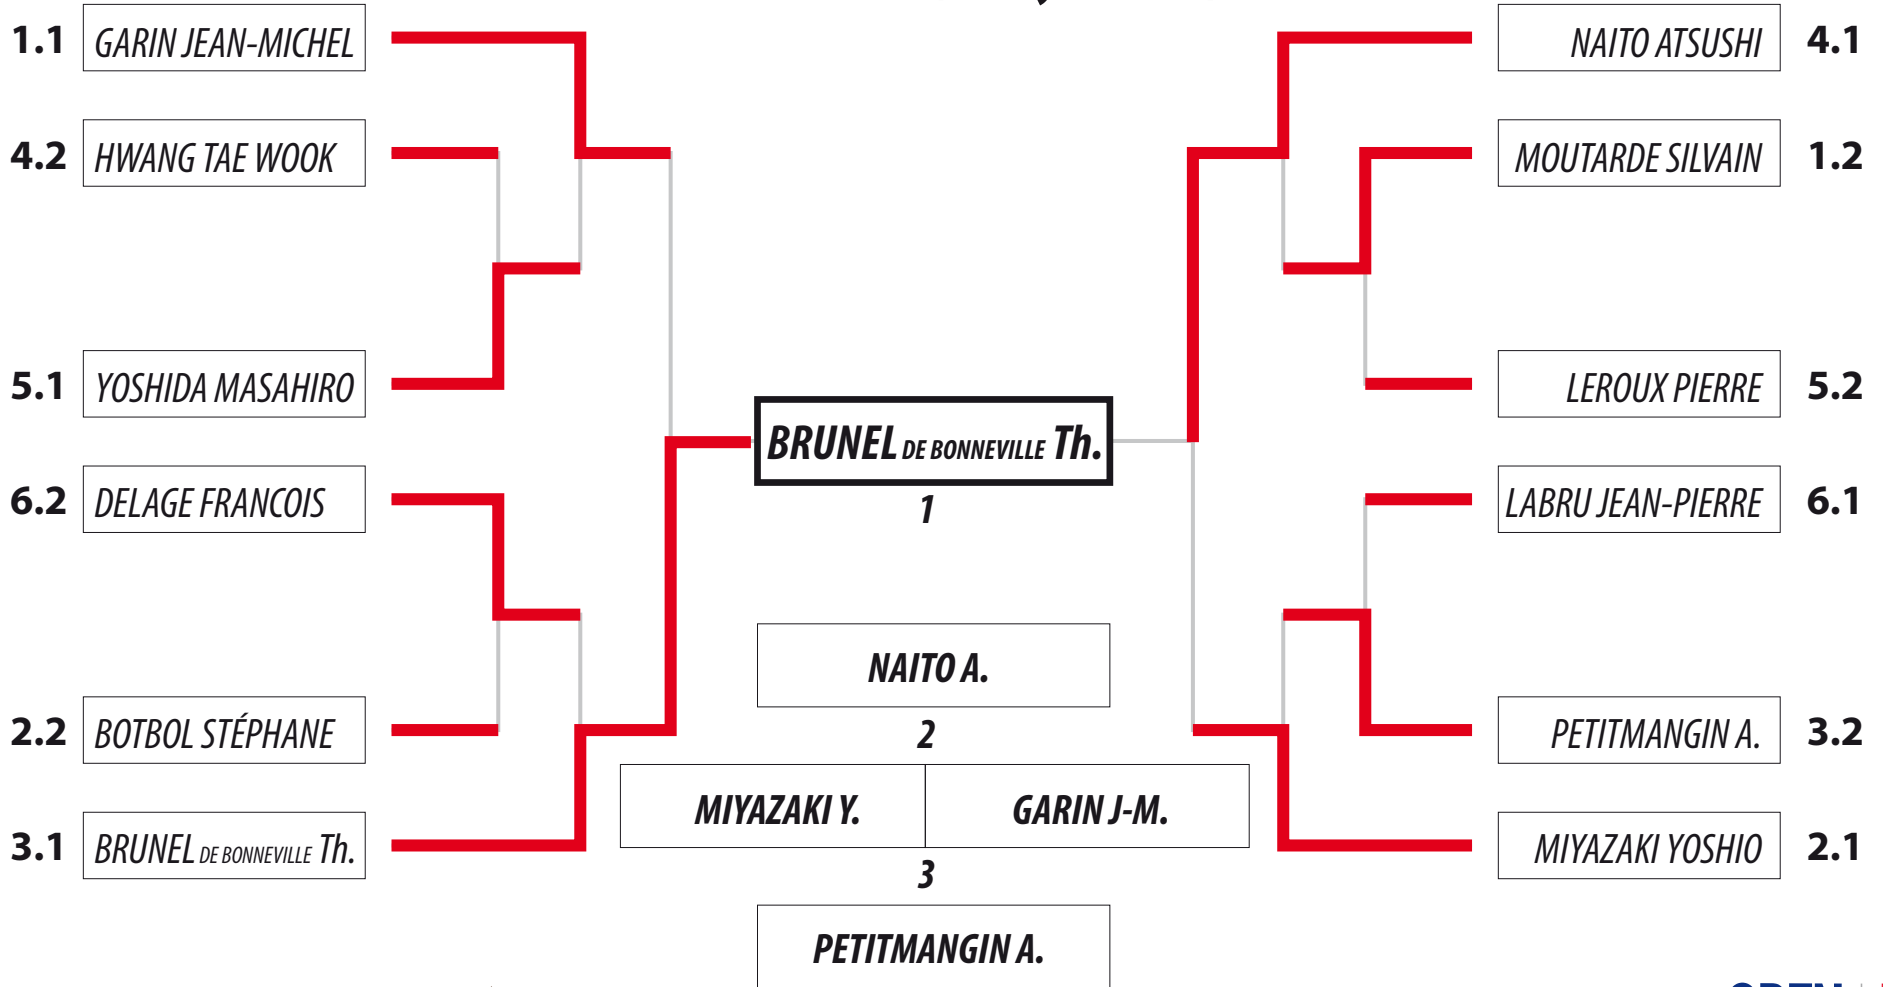 1.1 GARIN JEAN-MICHEL
NAITO ATSUSHI 4.1
4.2 HWANG TAE WOOK
MOUTARDE SILVAIN 1.2
5.1 YOSHIDA MASAHIRO
LEROUX PIERRE 5.2
BRUNEL DE BONNEVILLE Th.
1
6.2 DELAGE FRANCOIS
LABRU JEAN-PIERRE 6.1
NAITO A.
2
2.2 BOTBOL STÉPHANE
PETITMANGIN A. 3.2
MIYAZAKI Y. GARIN J-M.
3
3.1 BRUNEL DE BONNEVILLE Th.
MIYAZAKI YOSHIO 2.1
PETITMANGIN A.